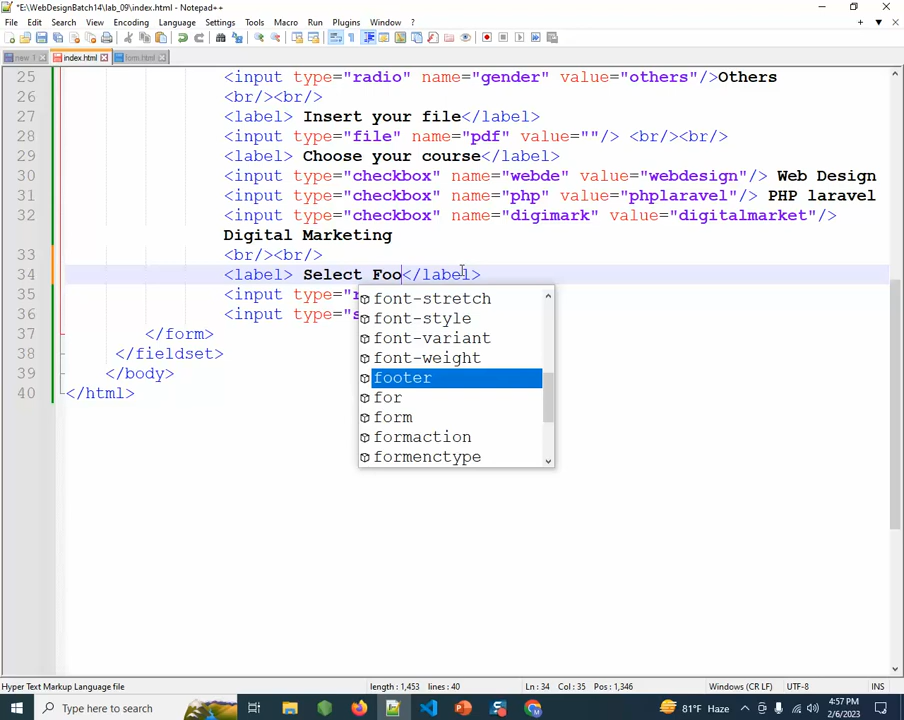 *E:\WebDesignBatch14\lab_09\index.html - Notepad++
File Edit Search View Encoding Language Settings Tools Macro Run Plugins Window ?
new 1 index.html form.html
25 <input type="radio" name="gender" value="others"/>Others
26 <br/><br/>
27 <label> Insert your file</label>
28 <input type="file" name="pdf" value=""/> <br/><br/>
29 <label> Choose your course</label>
30 <input type="checkbox" name="webde" value="webdesign"/> Web Design
31 <input type="checkbox" name="php" value="phplaravel"/> PHP laravel
32 <input type="checkbox" name="digimark" value="digitalmarket"/>
Digital Marketing
33 <br/><br/>
34 <label> Select Foo</label>
35 <input type="r
36 <input type="s
37 </form>
38 </fieldset>
39 </body>
40 </html>
font-stretch
font-style
font-variant
font-weight
footer
for
form
formaction
formenctype
Hyper Text Markup Language file length : 1,453 lines : 40 Ln : 34 Col : 35 Pos : 1,346 Windows (CR LF) UTF-8 INS
Type here to search 81°F Haze 4:57 PM
2/6/2023